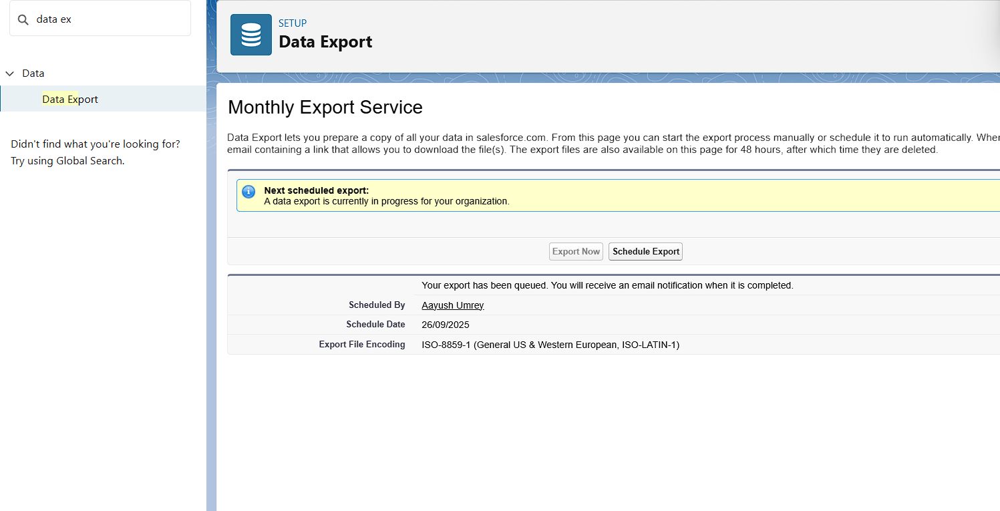 data ex
Data
Data Export
Didn't find what you're looking for?
Try using Global Search.
SETUP
Data Export
Monthly Export Service
Data Export lets you prepare a copy of all your data in salesforce.com. From this page you can start the export process manually or schedule it to run automatically. When
email containing a link that allows you to download the file(s). The export files are also available on this page for 48 hours, after which time they are deleted.
Next scheduled export:
A data export is currently in progress for your organization.
Export Now Schedule Export
Your export has been queued. You will receive an email notification when it is completed.
Scheduled By Aayush Umrey
Schedule Date 26/09/2025
Export File Encoding ISO-8859-1 (General US & Western European, ISO-LATIN-1)